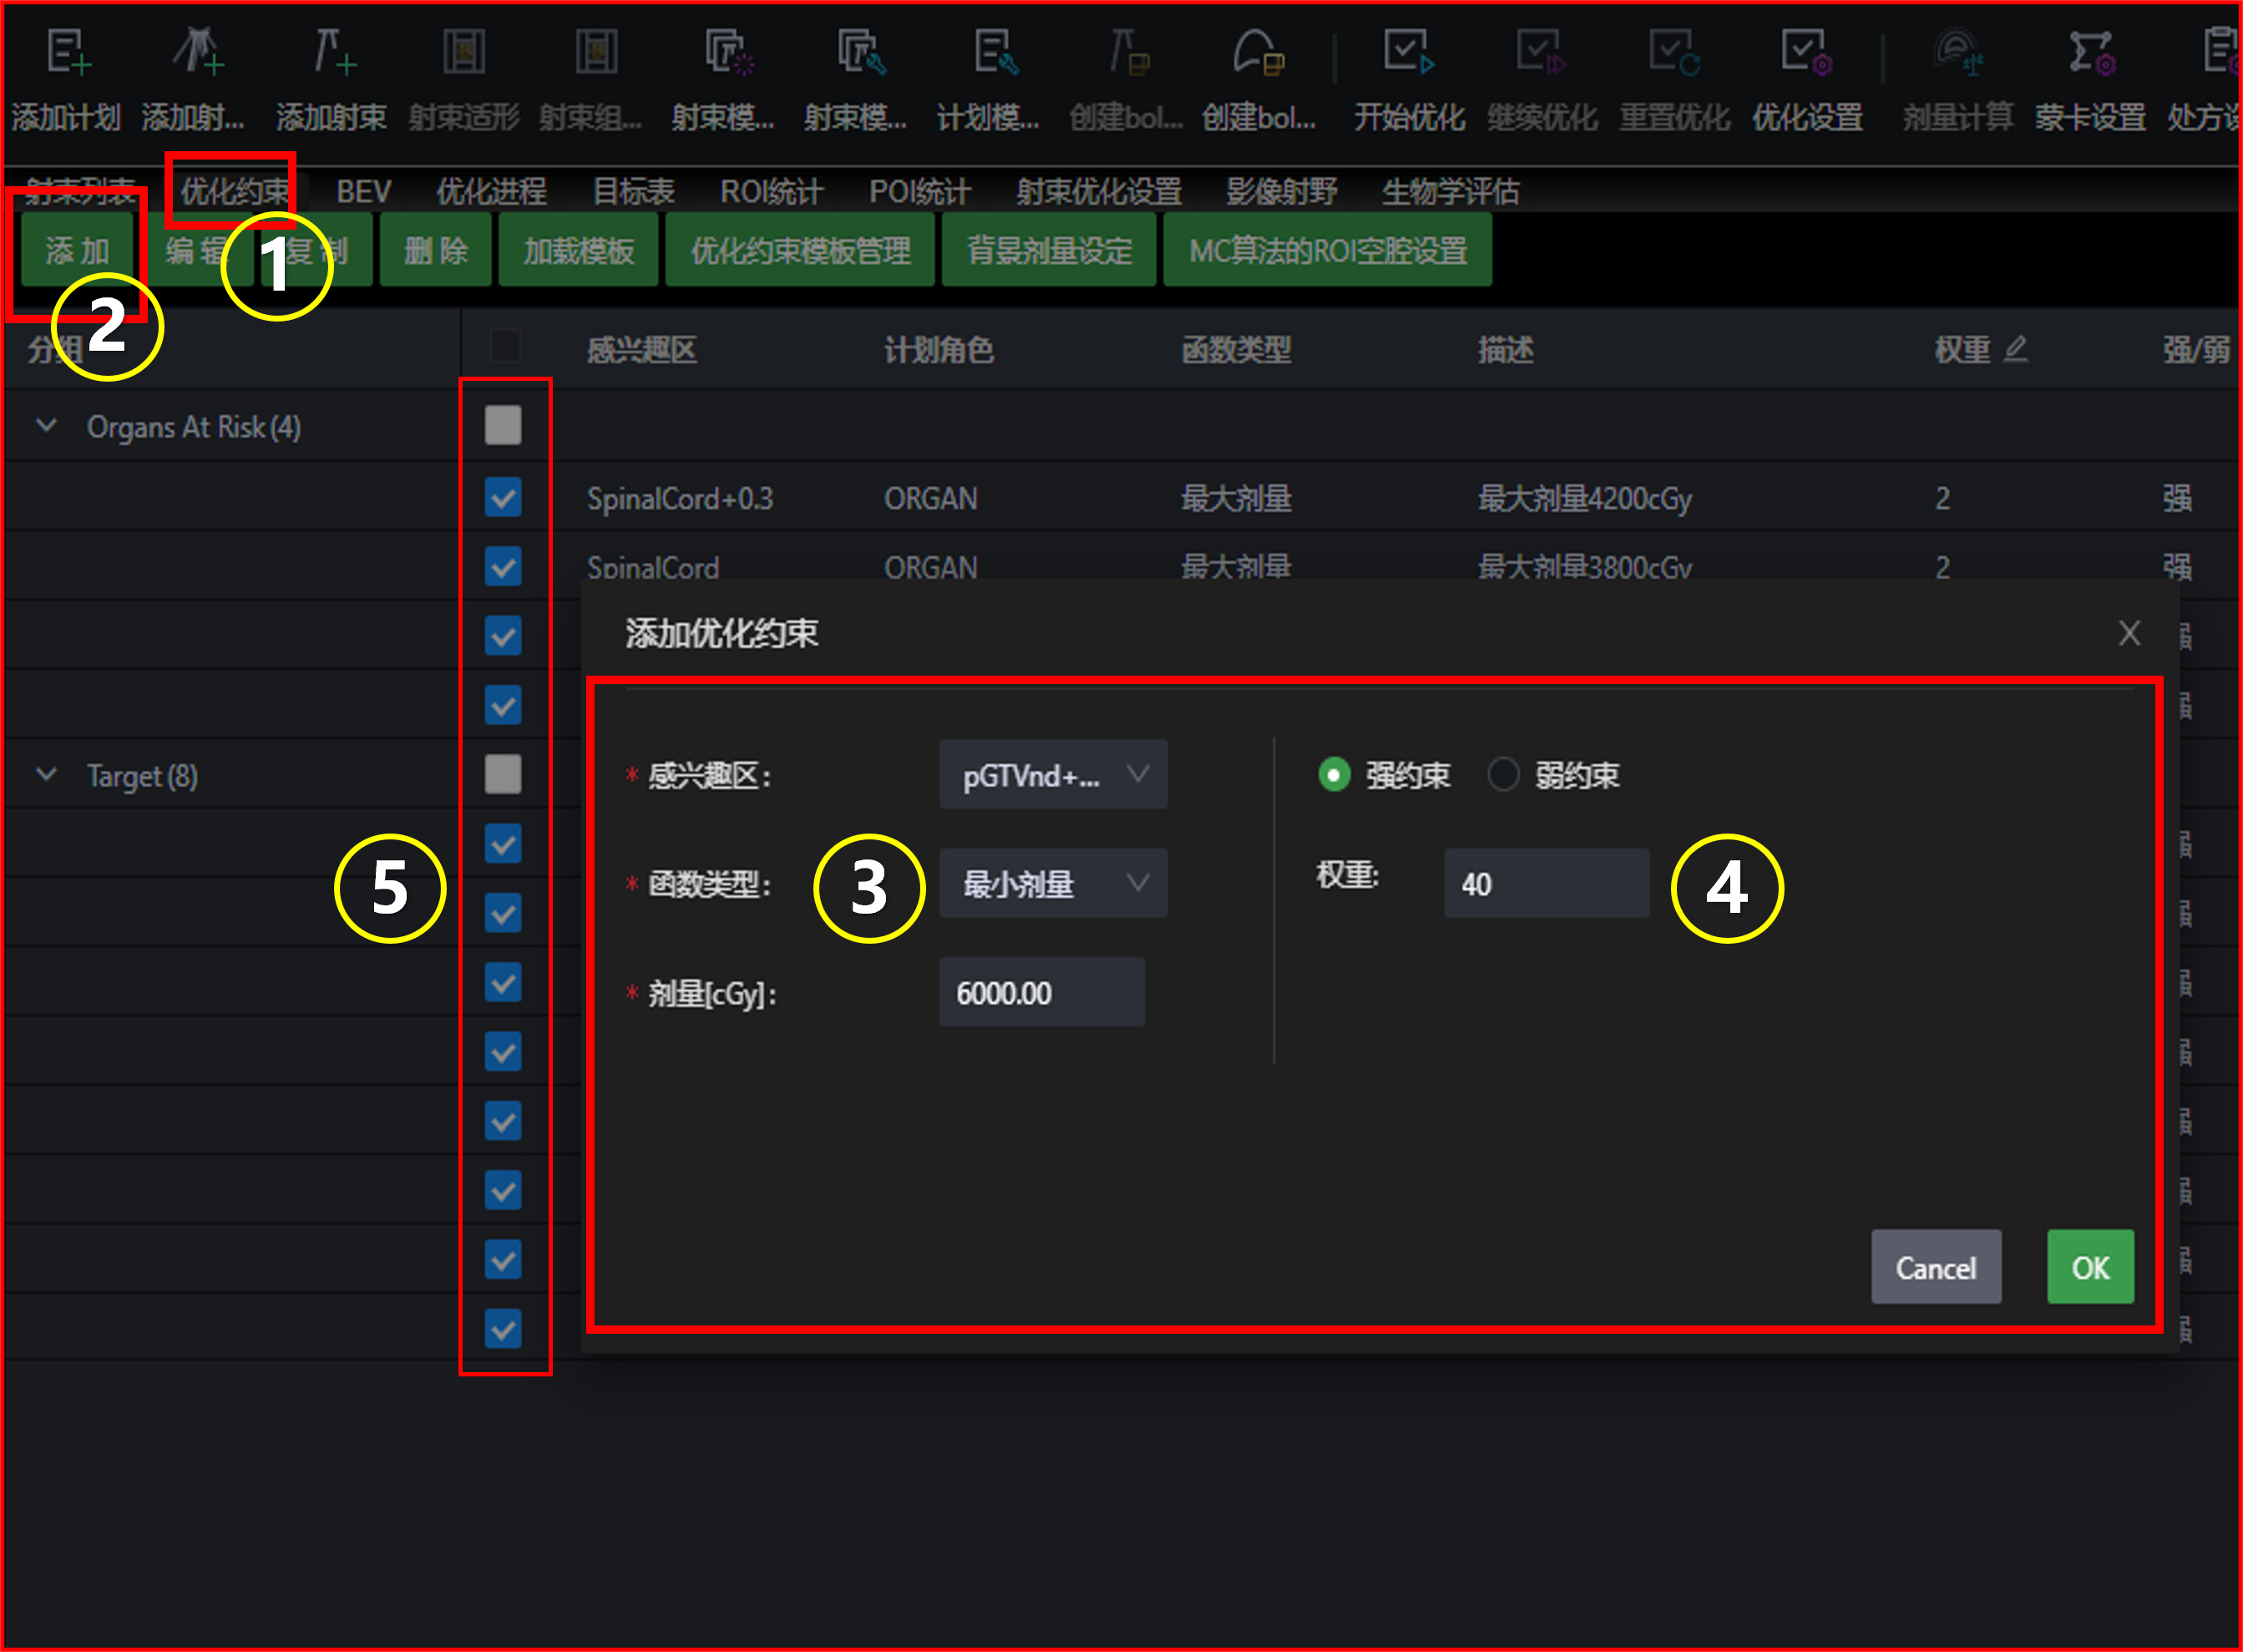 添加计划 添加射... 添加射束 射束适形 射束组... 射束模... 射束模... 计划模... 创建bol... 创建bol... 开始优化 继续优化 重置优化 优化设置 剂量计算 蒙卡设置 处方设
射束列表 优化约束 BEV 优化进程 目标表 ROI统计 POI统计 射束优化设置 影像射野 生物学评估
添加 编辑 复制 删除 加载模板 优化约束模板管理 背景剂量设定 MC算法的ROI空腔设置
1
2
分组 感兴趣区 计划角色 函数类型 描述 权重 强/弱
Organs At Risk (4)
SpinalCord+0.3 ORGAN 最大剂量 最大剂量4200cGy 2 强
SpinalCord ORGAN 最大剂量 最大剂量3800cGy 2 强
添加优化约束 X
Target (8)
* 感兴趣区: pGTVnd+... 强约束 弱约束
5
* 函数类型: 3 最小剂量 权重: 40 4
* 剂量[cGy]: 6000.00
Cancel OK